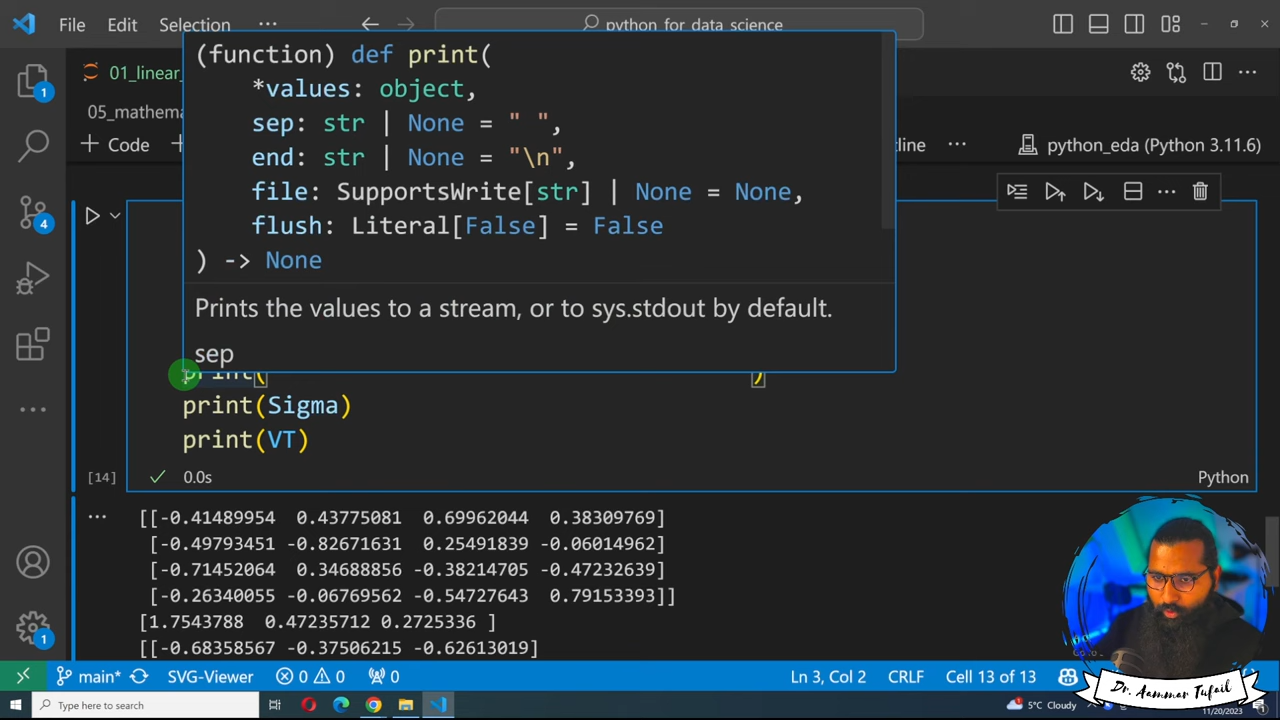 File Edit Selection ··· python_for_data_science
01_linear_
05_mathema
Code
line ··· python_eda (Python 3.11.6)
(function) def print(
*values: object,
sep: str | None = " ",
end: str | None = "\n",
file: SupportsWrite[str] | None = None,
flush: Literal[False] = False
) -> None
Prints the values to a stream, or to sys.stdout by default.
sep
print( )
print(Sigma)
print(VT)
[14] 0.0s Python
[[-0.41489954 0.43775081 0.69962044 0.38309769]
[-0.49793451 -0.82671631 0.25491839 -0.06014962]
[-0.71452064 0.34688856 -0.38214705 -0.47232639]
[-0.26340055 -0.06769562 -0.54727643 0.79153393]]
[1.7543788 0.47235712 0.2725336 ]
[[-0.68358567 -0.37506215 -0.62613019]
1
4
1
main* SVG-Viewer 0 0 0 Ln 3, Col 2 CRLF Cell 13 of 13
Dr. Aammar Tufail
Type here to search 5°C Cloudy 11/20/2023